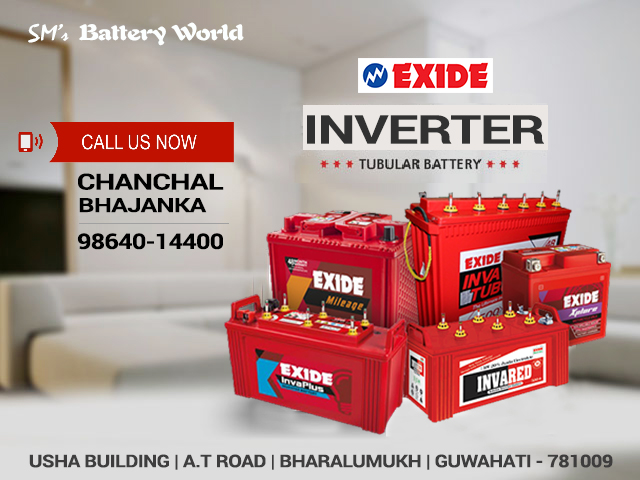 SM's Battery World
EXIDE
INVERTER
*** TUBULAR BATTERY ***
CALL US NOW
CHANCHAL
BHAJANKA
98640-14400
EXIDE
Mileage
EXIDE
INVA
TUB
EXIDE
Xplore
EXIDE
InvaPlus
INVARED
USHA BUILDING | A.T ROAD | BHARALUMUKH | GUWAHATI - 781009